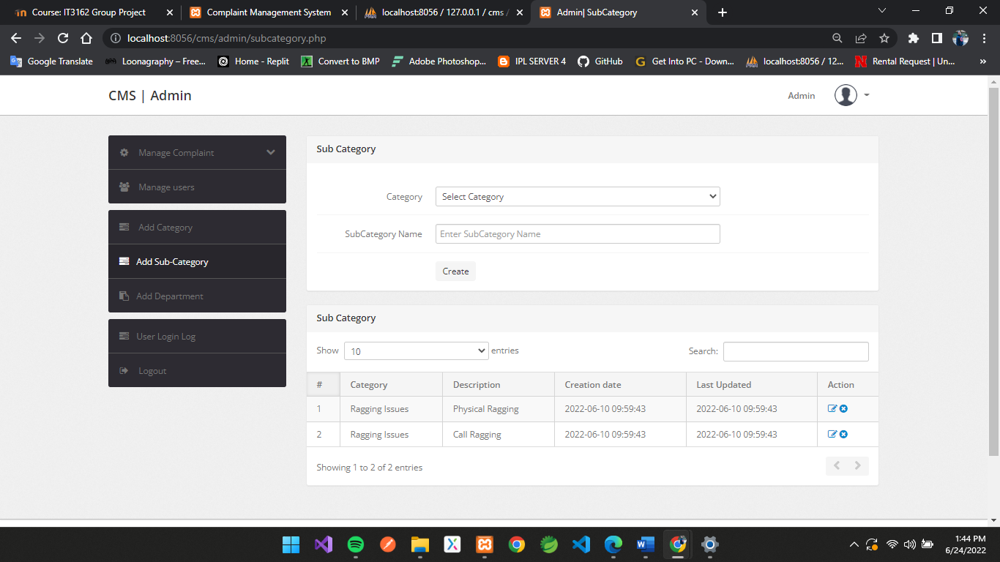 Course: IT3162 Group Project
Complaint Management System
localhost:8056 / 127.0.0.1 / cms /
Admin| SubCategory
localhost:8056/cms/admin/subcategory.php
Google Translate
Loonagraphy – Free...
Home - Replit
Convert to BMP
Adobe Photoshop...
IPL SERVER 4
GitHub
Get Into PC - Down...
localhost:8056 / 12...
Rental Request | Un...
»
CMS | Admin
Admin
Manage Complaint
Manage users
Add Category
Add Sub-Category
Add Department
User Login Log
Logout
Sub Category
Category Select Category
SubCategory Name Enter SubCategory Name
Create
Sub Category
Show 10 entries Search:
# Category Description Creation date Last Updated Action
1 Ragging Issues Physical Ragging 2022-06-10 09:59:43 2022-06-10 09:59:43
2 Ragging Issues Call Ragging 2022-06-10 09:59:43 2022-06-10 09:59:43
Showing 1 to 2 of 2 entries
1:44 PM
6/24/2022